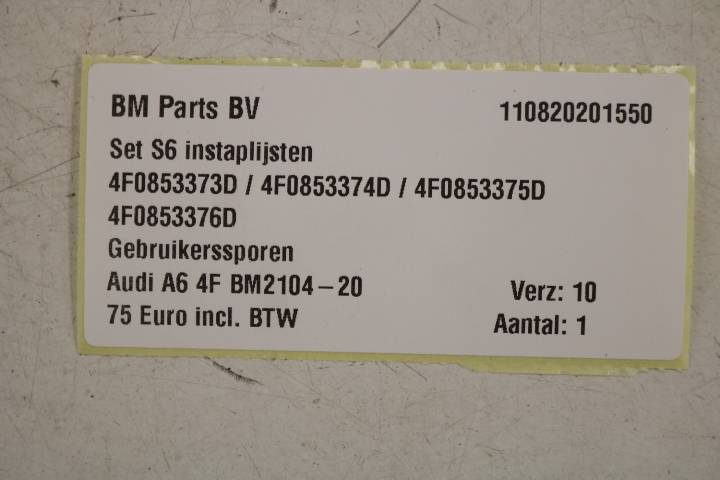 BM Parts BV 110820201550
Set S6 instaplijsten
4F0853373D / 4F0853374D / 4F0853375D
4F0853376D
Gebruikerssporen
Audi A6 4F BM2104-20 Verz: 10
75 Euro incl. BTW Aantal: 1